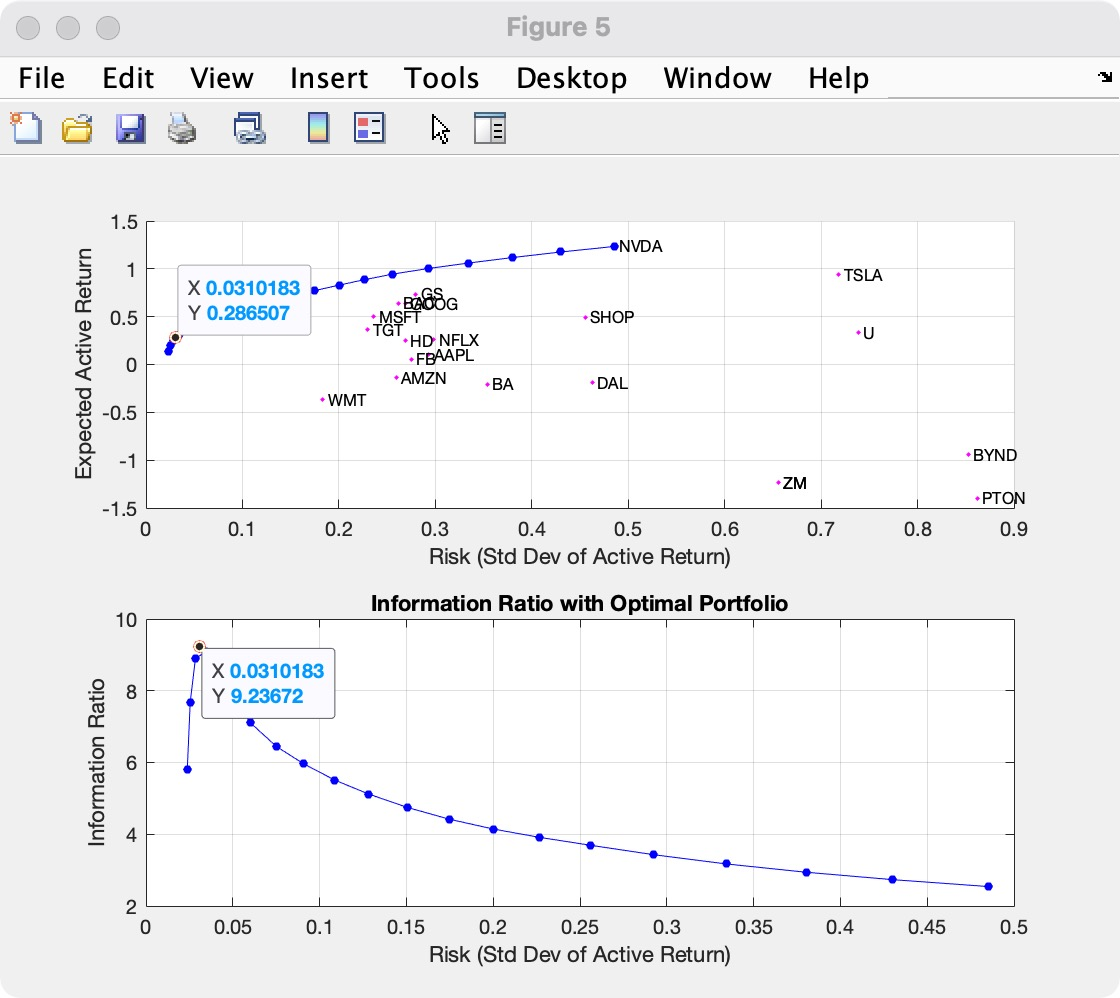 Figure 5
File Edit View Insert Tools Desktop Window Help
1.5
1
0.5
0
-0.5
-1
-1.5
Expected Active Return
X 0.0310183
Y 0.286507
NVDA
TSLA
GS
GOOG
MSFT
SHOP
TGT
U
HD
NFLX
FB
AAPL
AMZN
BA
DAL
WMT
BYND
ZM
PTON
0 0.1 0.2 0.3 0.4 0.5 0.6 0.7 0.8 0.9
Risk (Std Dev of Active Return)
Information Ratio with Optimal Portfolio
10
8
6
4
2
Information Ratio
X 0.0310183
Y 9.23672
0 0.05 0.1 0.15 0.2 0.25 0.3 0.35 0.4 0.45 0.5
Risk (Std Dev of Active Return)